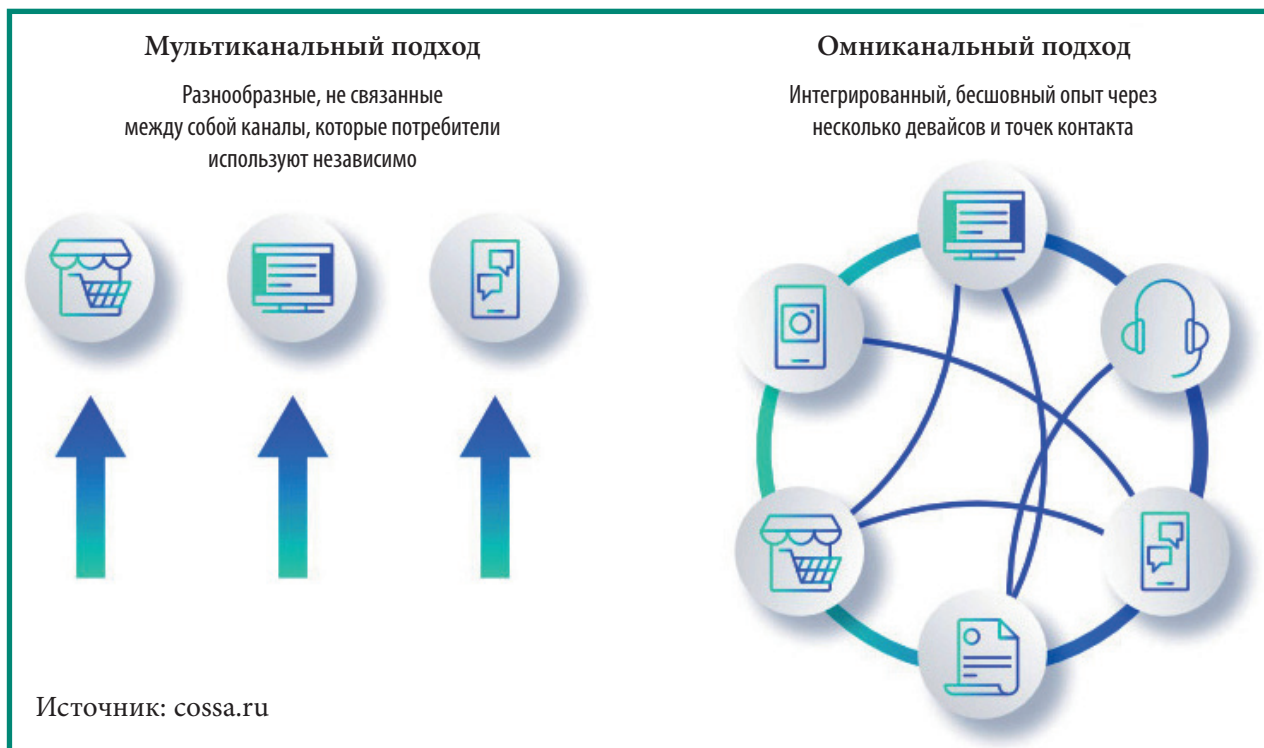 Мультиканальный подход
Разнообразные, не связанные
между собой каналы, которые потребители
используют независимо
Омниканальный подход
Интегрированный, бесшовный опыт через
несколько девайсов и точек контакта
Источник: cossa.ru